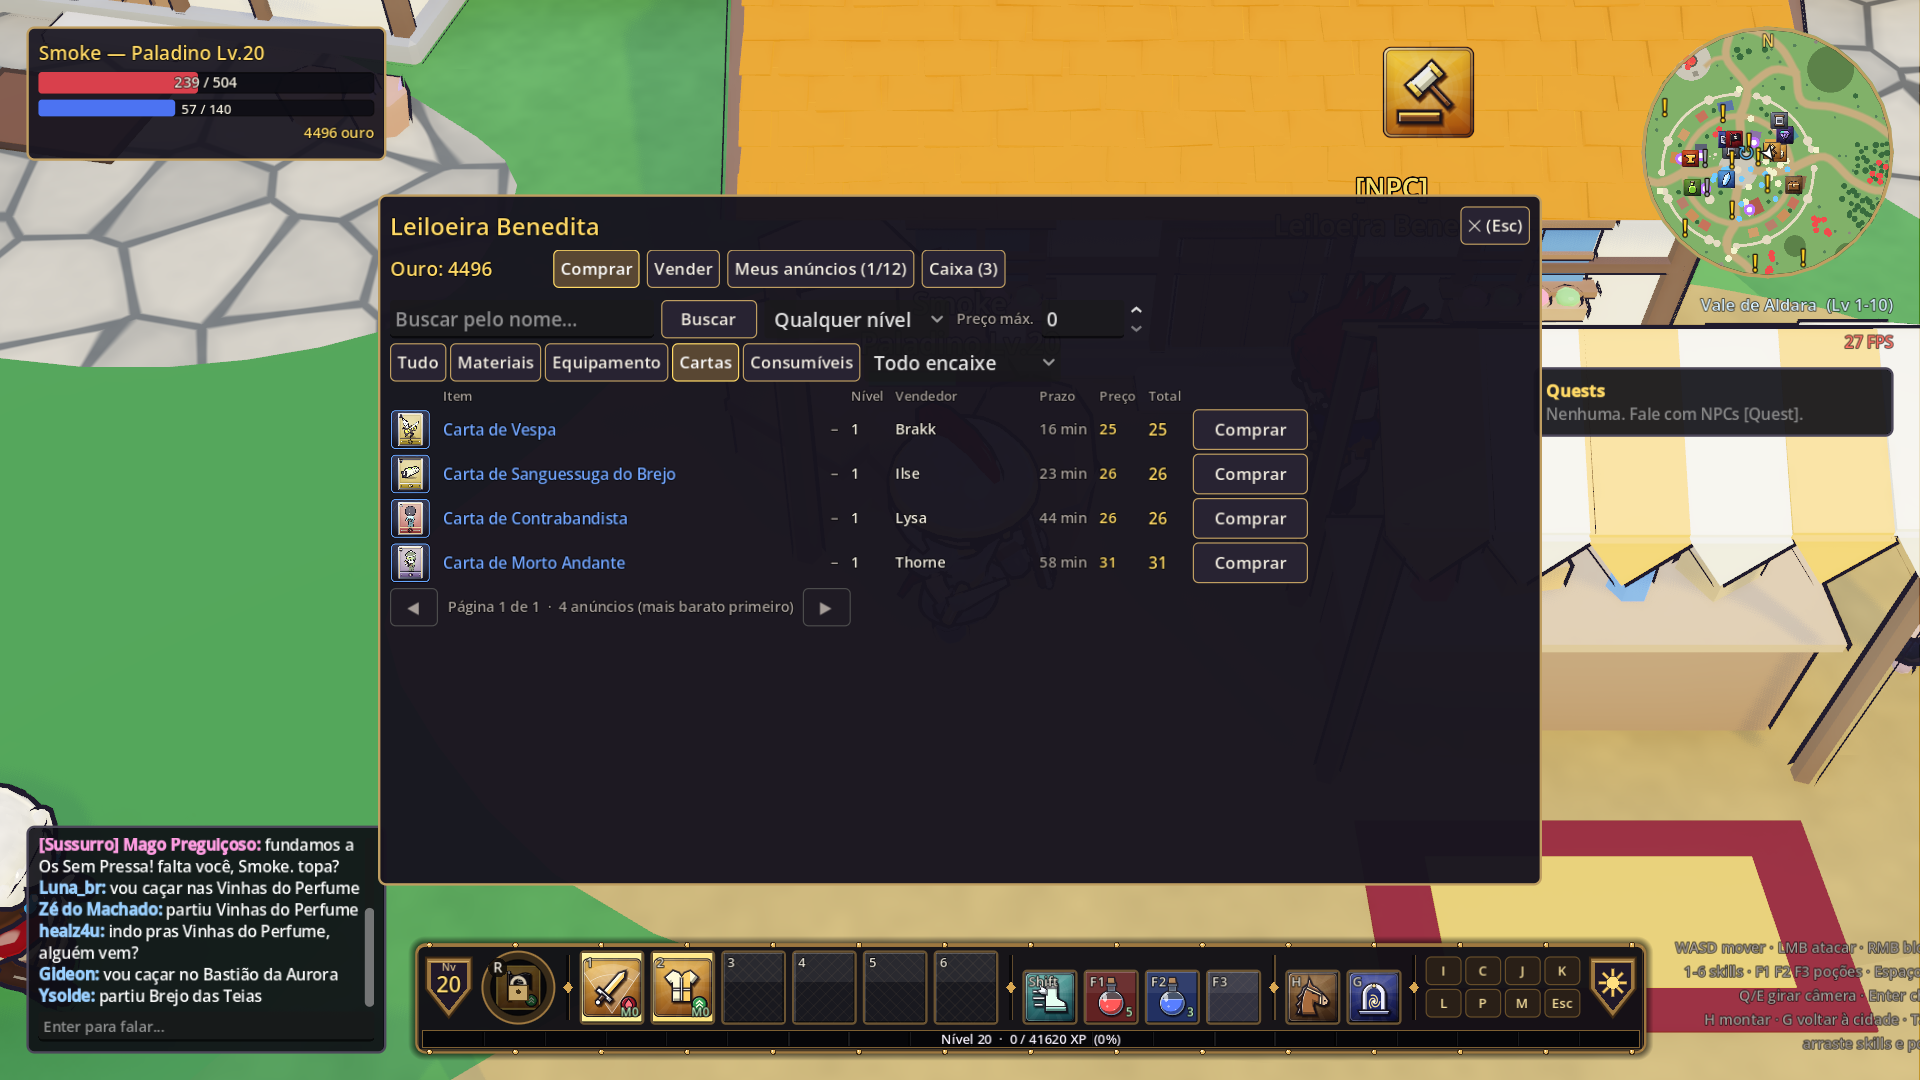 Smoke — Paladino Lv.20
239 / 504
57 / 140
4496 ouro
N
[NPC]
Leiloeira Benedita
(Esc)
Ouro: 4496
Comprar
Vender
Meus anúncios (1/12)
Caixa (3)
Buscar pelo nome...
Buscar
Qualquer nível
Preço máx.
0
Tudo
Materiais
Equipamento
Cartas
Consumíveis
Todo encaixe
Item Nível Vendedor Prazo Preço Total
Carta de Vespa – 1 Brakk 16 min 25 25 Comprar
Carta de Sanguessuga do Brejo – 1 Ilse 23 min 26 26 Comprar
Carta de Contrabandista – 1 Lysa 44 min 26 26 Comprar
Carta de Morto Andante – 1 Thorne 58 min 31 31 Comprar
Página 1 de 1 · 4 anúncios (mais barato primeiro)
Vale de Aldara (Lv 1-10)
27 FPS
Quests
Nenhuma. Fale com NPCs [Quest].
[Sussurro] Mago Preguiçoso: fundamos a
Os Sem Pressa! falta você, Smoke. topa?
Luna_br: vou caçar nas Vinhas do Perfume
Zé do Machado: partiu Vinhas do Perfume
healz4u: indo pras Vinhas do Perfume,
alguém vem?
Gideon: vou caçar no Bastião da Aurora
Ysolde: partiu Brejo das Teias
Enter para falar...
Nv
20
R
1
M0
2
M0
3
4
5
6
Shift
F1
5
F2
3
F3
H
G
I
C
J
K
L
P
M
Esc
Nível 20 · 0 / 41620 XP (0%)
WASD mover · LMB atacar · RMB
1-6 skills · F1 F2 F3 poções ·
Q/E girar câmera · Enter
H montar · G voltar à cidade ·
arraste skills e